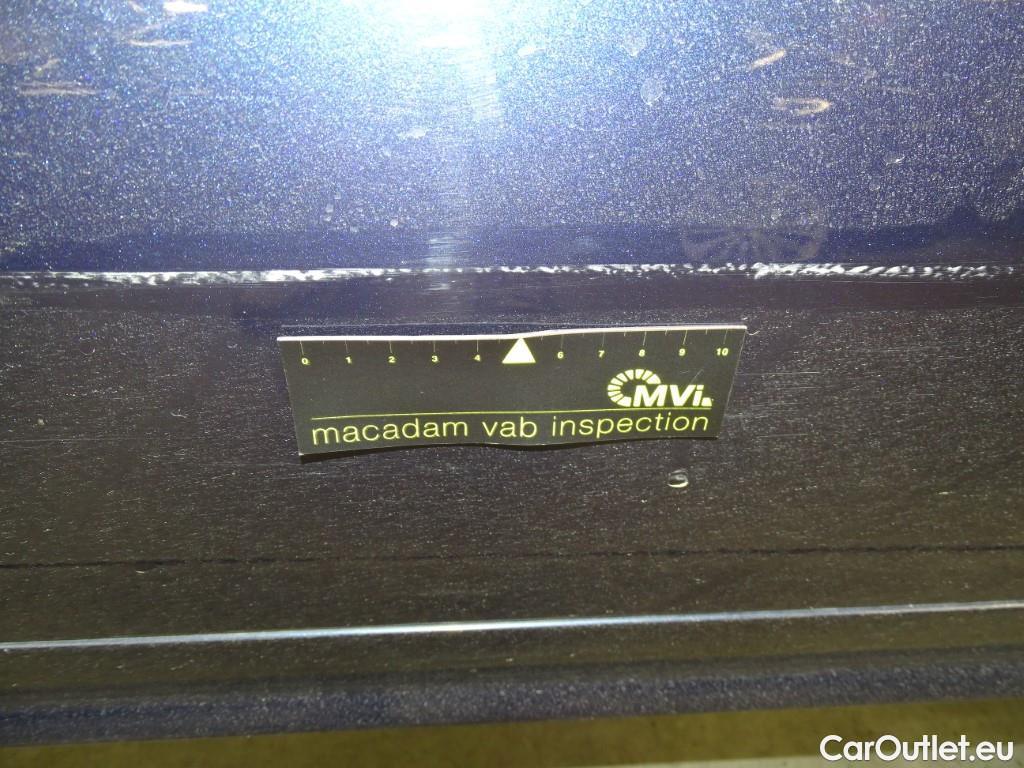 0 1 2 3 4 6 7 8 9 10
MVi
macadam vab inspection
CarOutlet.eu